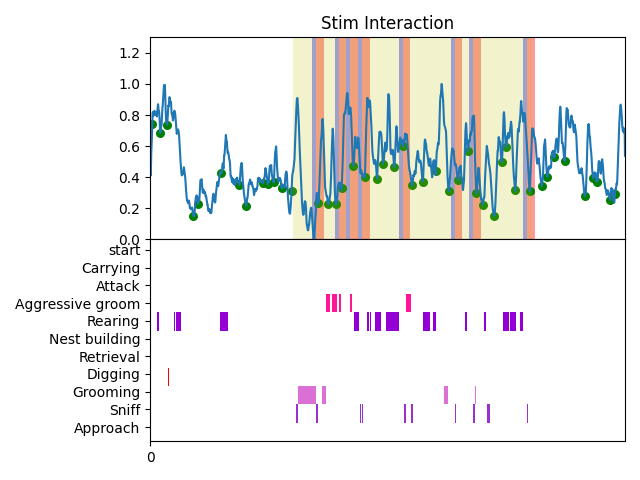 Stim Interaction
1.2
1.0
0.8
0.6
0.4
0.2
0.0
start
Carrying
Attack
Aggressive groom
Rearing
Nest building
Retrieval
Digging
Grooming
Sniff
Approach
0